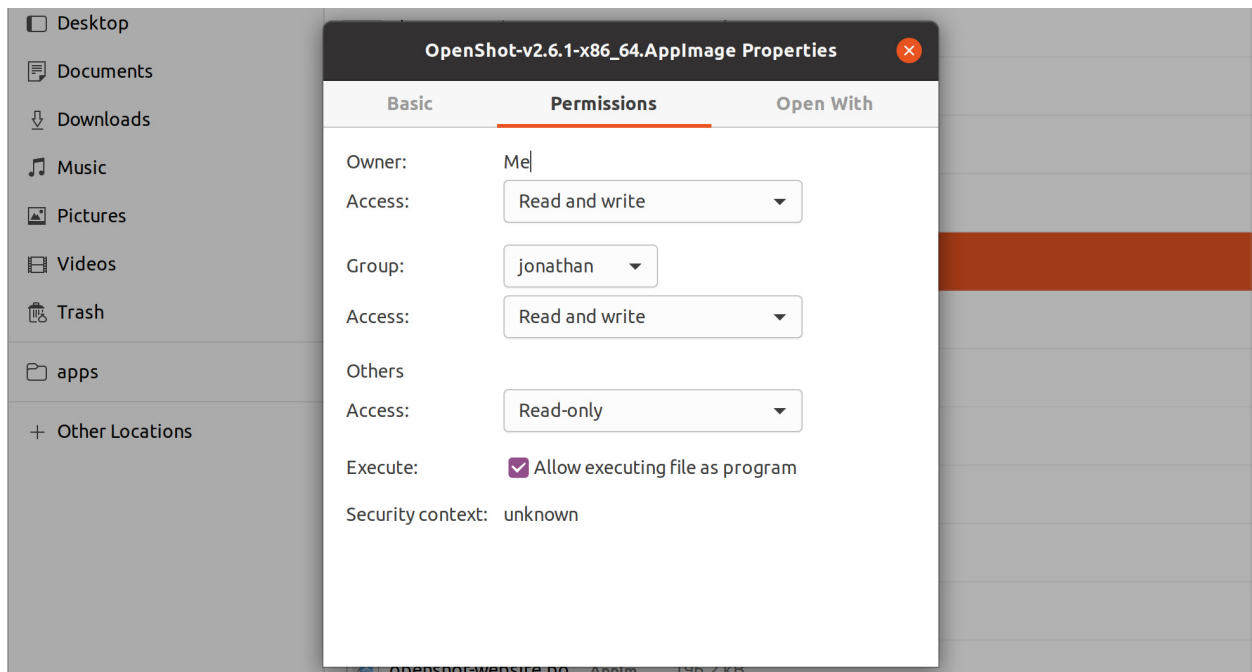 Desktop
Documents
Downloads
Music
Pictures
Videos
Trash
apps
+ Other Locations
OpenShot-v2.6.1-x86_64.AppImage Properties
Basic Permissions Open With
Owner: Me
Access: Read and write
Group: jonathan
Access: Read and write
Others
Access: Read-only
Execute: Allow executing file as program
Security context: unknown